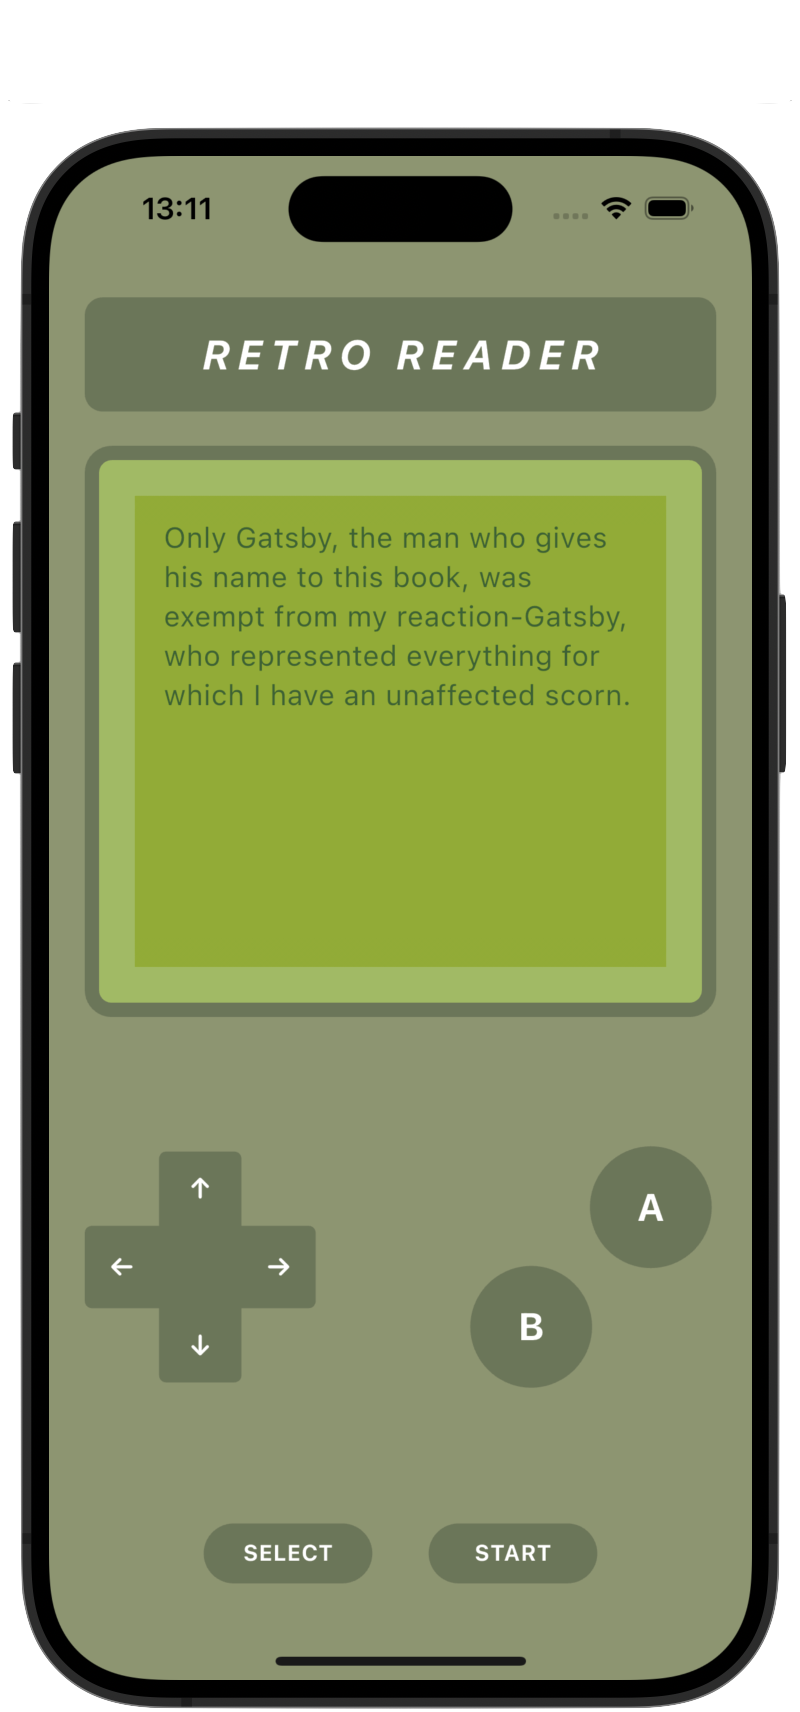 13:11
RETRO READER
Only Gatsby, the man who gives
his name to this book, was
exempt from my reaction-Gatsby,
who represented everything for
which I have an unaffected scorn.
A
B
SELECT
START